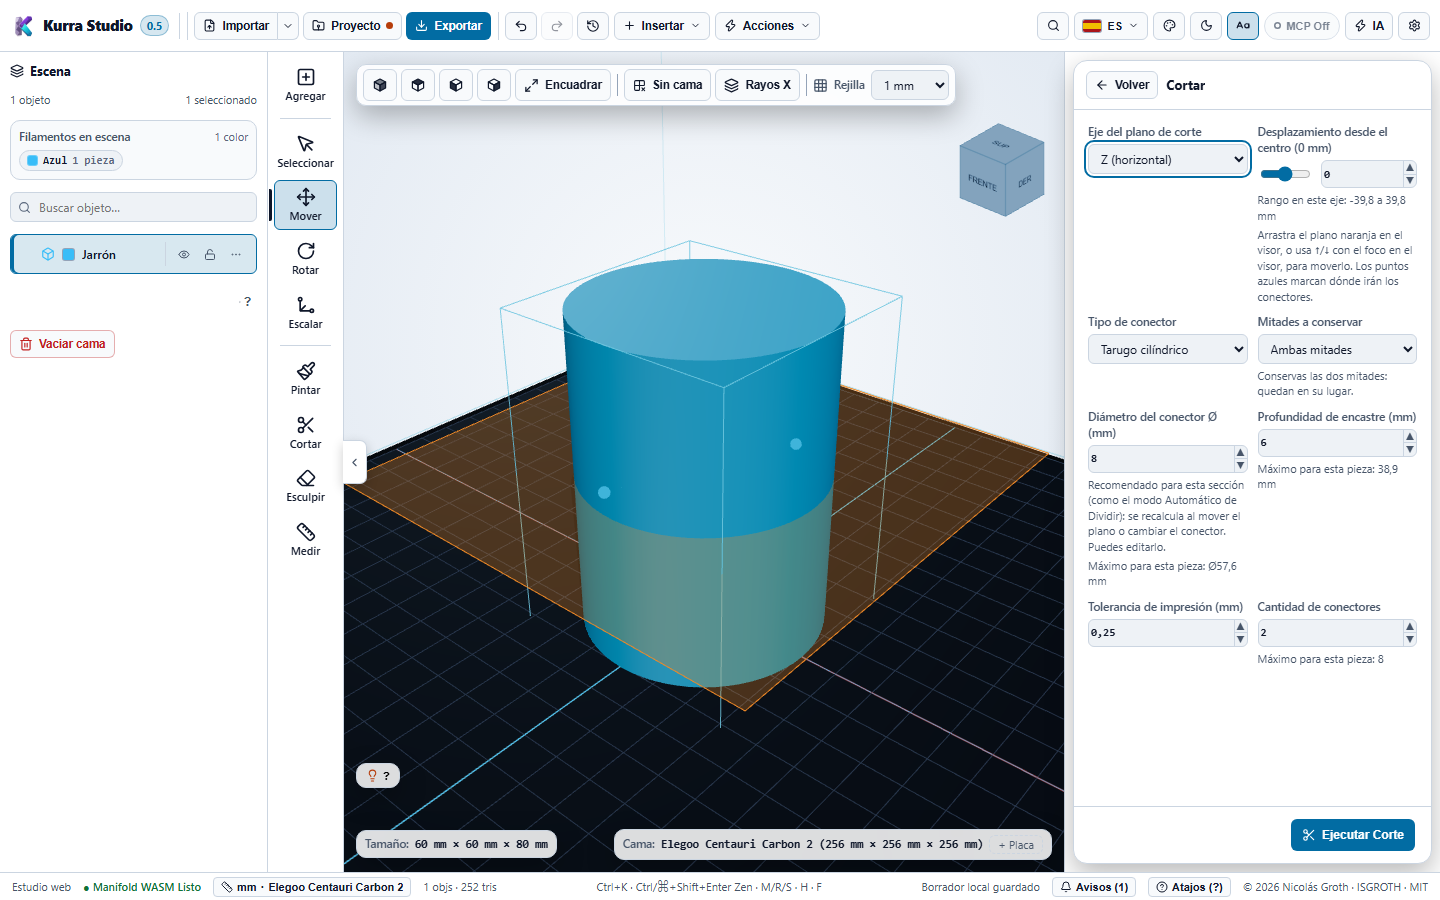 Kurra Studio 0.5
Importar
Proyecto
Exportar
Insertar
Acciones
ES
Aa
MCP Off
IA
Escena
1 objeto
1 seleccionado
Filamentos en escena
1 color
Azul 1 pieza
Buscar objeto...
Jarrón
?
Vaciar cama
Agregar
Seleccionar
Mover
Rotar
Escalar
Pintar
Cortar
Esculpir
Medir
Encuadrar
Sin cama
Rayos X
Rejilla
1 mm
FRENTE
DER
?
Tamaño: 60 mm × 60 mm × 80 mm
Cama: Elegoo Centauri Carbon 2 (256 mm × 256 mm × 256 mm)
+ Placa
Volver
Cortar
Eje del plano de corte
Z (horizontal)
Desplazamiento desde el
centro (0 mm)
0
Rango en este eje: -39,8 a 39,8
mm
Arrastra el plano naranja en el
visor, o usa ↑/↓ con el foco en el
visor, para moverlo. Los puntos
azules marcan dónde irán los
conectores.
Tipo de conector
Tarugo cilíndrico
Mitades a conservar
Ambas mitades
Conservas las dos mitades:
quedan en su lugar.
Diámetro del conector Ø
(mm)
8
Recomendado para esta sección
(como el modo Automático de
Dividir): se recalcula al mover el
plano o cambiar el conector.
Puedes editarlo.
Máximo para esta pieza: Ø57,6
mm
Profundidad de encastre (mm)
6
Máximo para esta pieza: 38,9
mm
Tolerancia de impresión (mm)
0,25
Cantidad de conectores
2
Máximo para esta pieza: 8
Ejecutar Corte
Estudio web
● Manifold WASM Listo
mm · Elegoo Centauri Carbon 2
1 objs · 252 tris
Ctrl+K · Ctrl/⌘+Shift+Enter Zen · M/R/S · H · F
Borrador local guardado
Avisos (1)
Atajos (?)
© 2026 Nicolás Groth · ISGROTH · MIT